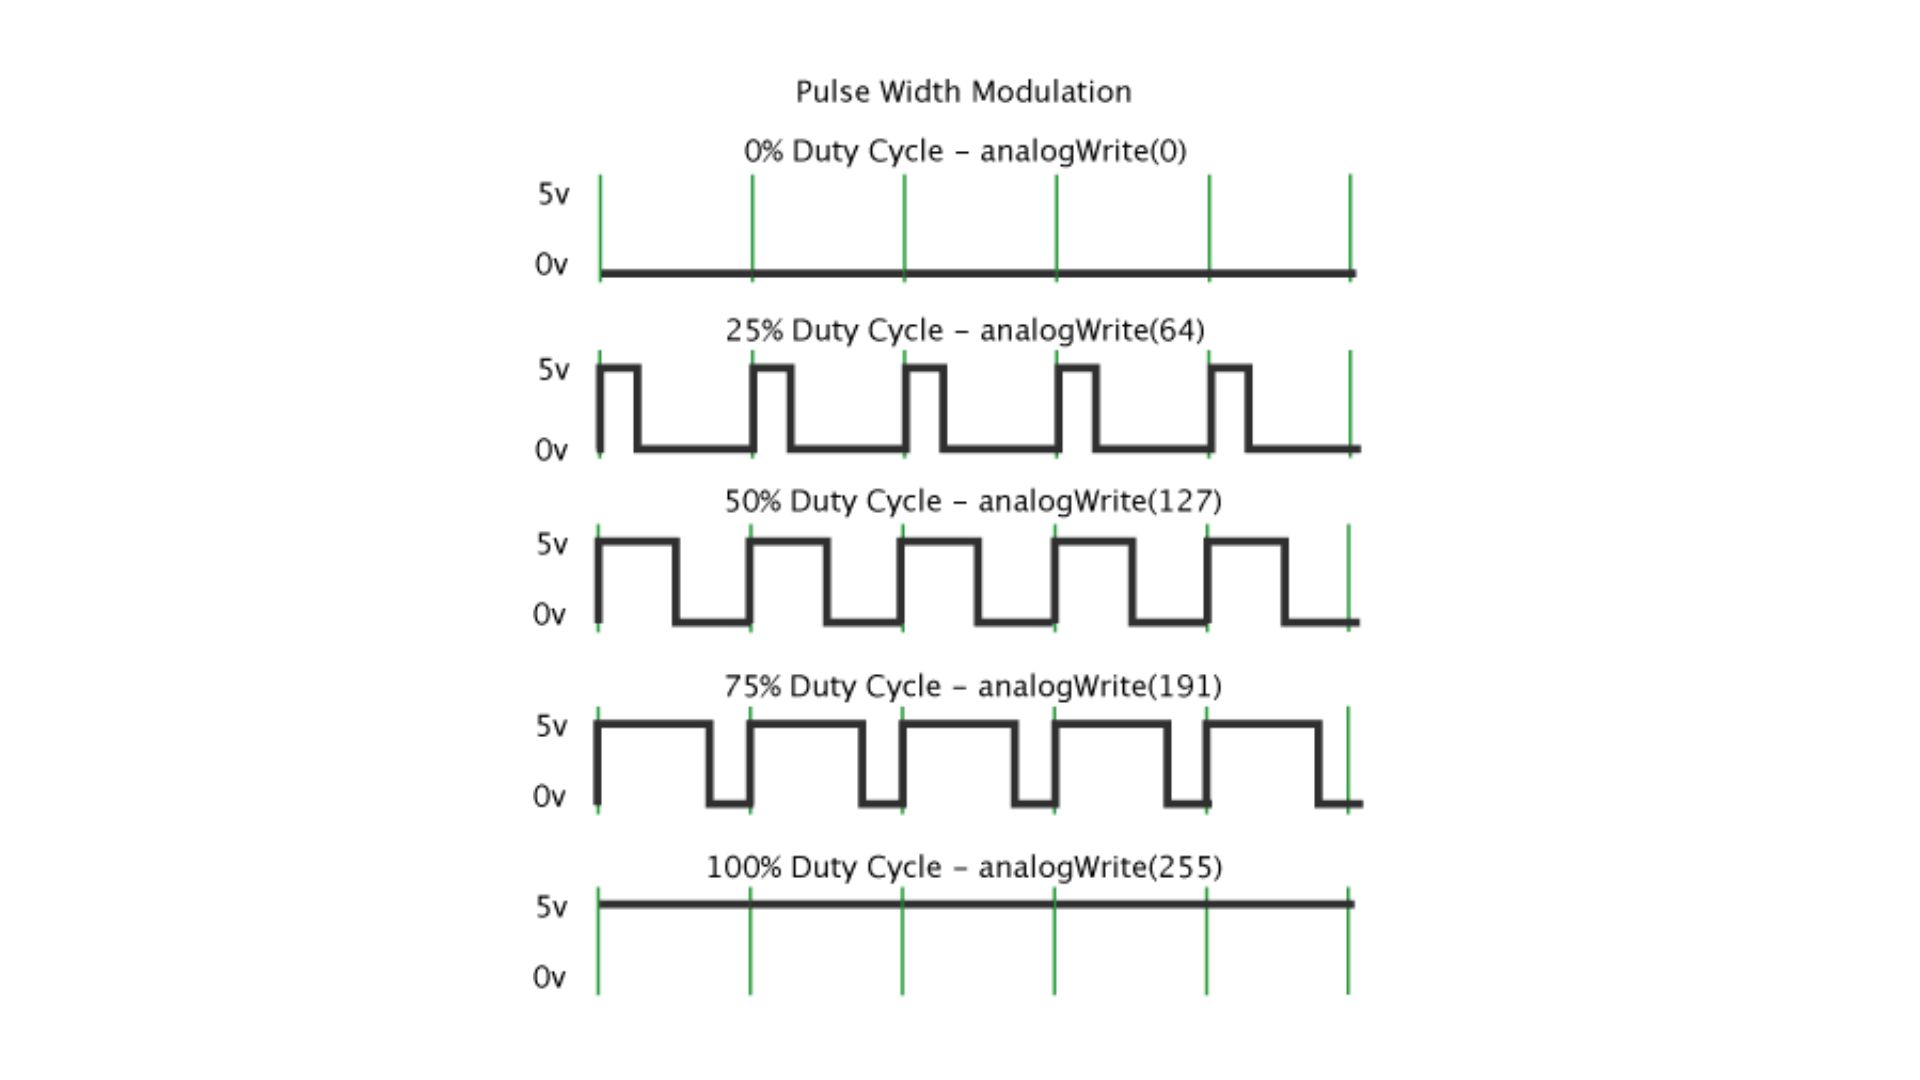 Pulse Width Modulation
0% Duty Cycle – analogWrite(0)
5v
0v
25% Duty Cycle – analogWrite(64)
5v
0v
50% Duty Cycle – analogWrite(127)
5v
0v
75% Duty Cycle – analogWrite(191)
5v
0v
100% Duty Cycle – analogWrite(255)
5v
0v